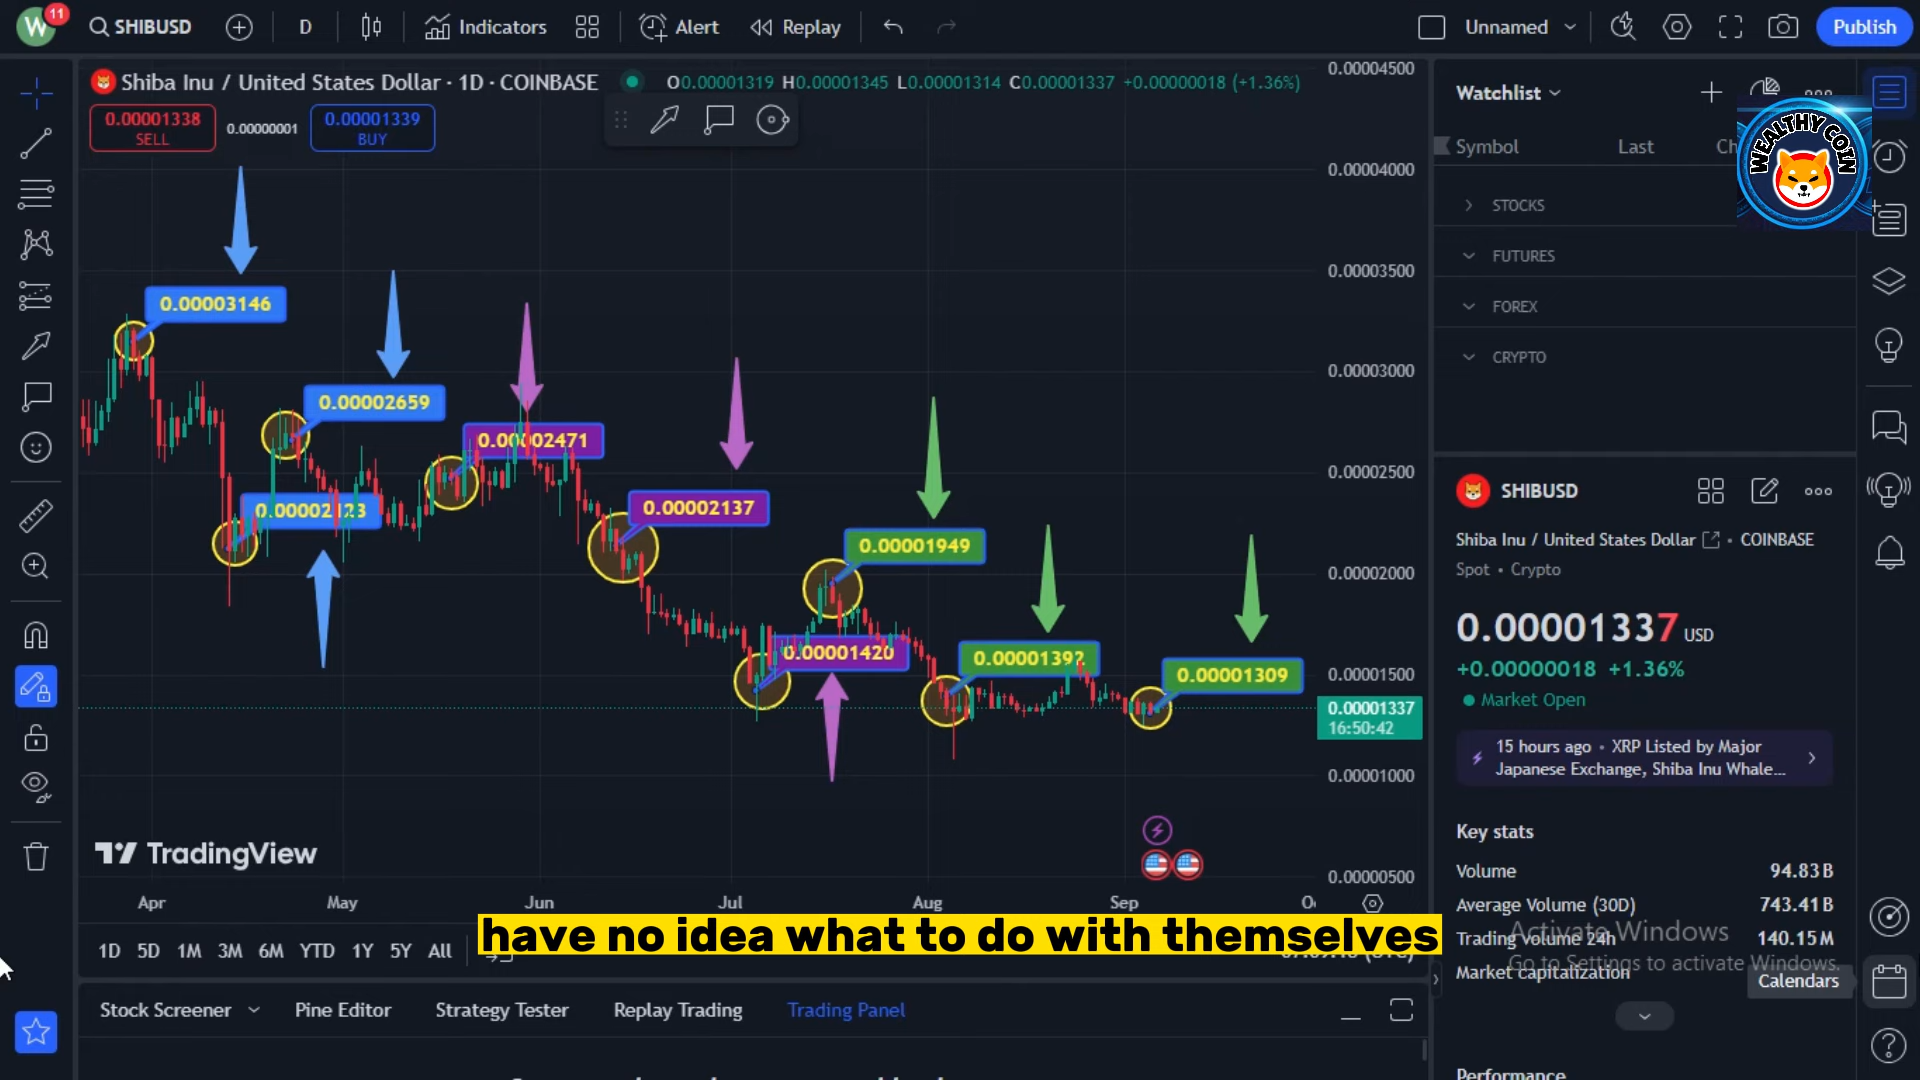 W 11 SHIBUSD D Indicators Alert Replay Unnamed Publish
Shiba Inu / United States Dollar · 1D · COINBASE O0.00001319 H0.00001345 L0.00001314 C0.00001337 +0.00000018 (+1.36%)
0.00001338
SELL
0.00000001
0.00001339
BUY
0.00004500
0.00004000
0.00003500
0.00003000
0.00002500
0.00002000
0.00001500
0.00001337
16:50:42
0.00001000
0.00000500
0.00003146
0.00002659
0.00002471
0.00002123
0.00002137
0.00001949
0.00001420
0.00001392
0.00001309
TradingView
Apr May Jun Jul Aug Sep
have no idea what to do with themselves
1D 5D 1M 3M 6M YTD 1Y 5Y All
Stock Screener Pine Editor Strategy Tester Replay Trading Trading Panel
Watchlist
Symbol Last
WEALTHY COIN
STOCKS
FUTURES
FOREX
CRYPTO
SHIBUSD
Shiba Inu / United States Dollar · COINBASE
Spot · Crypto
0.00001337 USD
+0.00000018 +1.36%
Market Open
15 hours ago · XRP Listed by Major
Japanese Exchange, Shiba Inu Whale...
Key stats
Volume 94.83B
Average Volume (30D) 743.41B
Trading volume 24h 140.15M
Market capitalization
Activate Windows
Go to Settings to activate Windows.
Calendars
Performance